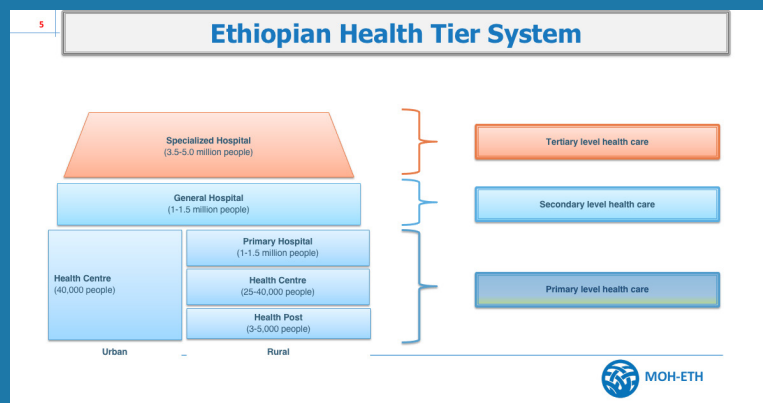 5
Ethiopian Health Tier System
Specialized Hospital
(3.5-5.0 million people)
Tertiary level health care
General Hospital
(1-1.5 million people)
Secondary level health care
Health Centre
(40,000 people)
Primary Hospital
(1-1.5 million people)
Health Centre
(25-40,000 people)
Health Post
(3-5,000 people)
Primary level health care
Urban
Rural
MOH-ETH